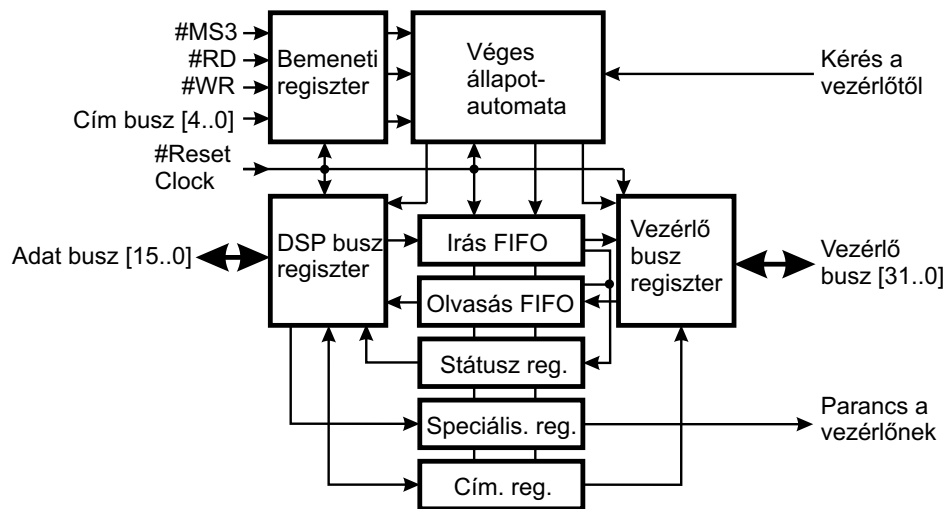 #MS3
#RD
#WR
Cím busz [4..0]
Bemeneti
regiszter
Véges
állapot-
automata
Kérés a
vezérlőtől
#Reset
Clock
Adat busz [15..0]
DSP busz
regiszter
Irás FIFO
Olvasás FIFO
Státusz reg.
Speciális. reg.
Cím. reg.
Vezérlő
busz
regiszter
Vezérlő
busz [31..0]
Parancs a
vezérlőnek